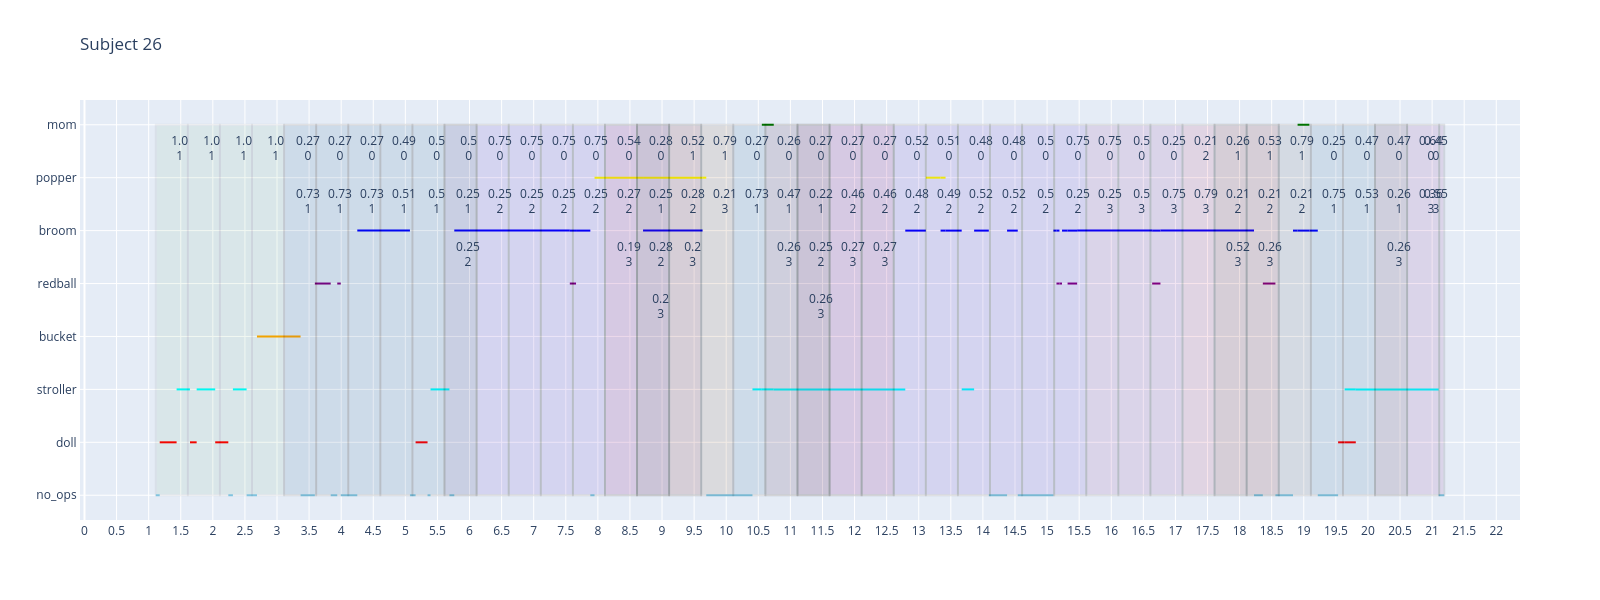 Subject 26
mom
1.0 1.0 1.0 1.0 0.27 0.27 0.27 0.49 0.5 0.5 0.75 0.75 0.75 0.75 0.54 0.28 0.52 0.79 0.27 0.26 0.27 0.27 0.27 0.52 0.51 0.48 0.48 0.5 0.75 0.75 0.5 0.25 0.21 0.26 0.53 0.79 0.25 0.47 0.47
1 1 1 1 0 0 0 0 0 0 0 0 0 0 0 0 1 1 0 0 0 0 0 0 0 0 0 0 0 0 0 0 2 1 1 1 0 0 0
popper
0.73 0.73 0.73 0.51 0.5 0.25 0.25 0.25 0.25 0.25 0.27 0.25 0.28 0.21 0.73 0.47 0.22 0.46 0.46 0.48 0.49 0.52 0.52 0.5 0.25 0.25 0.5 0.75 0.79 0.21 0.21 0.21 0.75 0.53 0.26
1 1 1 1 1 1 2 2 2 2 2 1 2 3 1 1 1 2 2 2 2 2 2 2 2 3 3 3 3 2 2 2 1 1 1
broom
0.25 0.19 0.28 0.2 0.26 0.25 0.27 0.27 0.52 0.26 0.26
2 3 2 3 3 2 3 3 3 3 3
redball
0.2 0.26
3 3
bucket
stroller
doll
no_ops
0 0.5 1 1.5 2 2.5 3 3.5 4 4.5 5 5.5 6 6.5 7 7.5 8 8.5 9 9.5 10 10.5 11 11.5 12 12.5 13 13.5 14 14.5 15 15.5 16 16.5 17 17.5 18 18.5 19 19.5 20 20.5 21 21.5 22